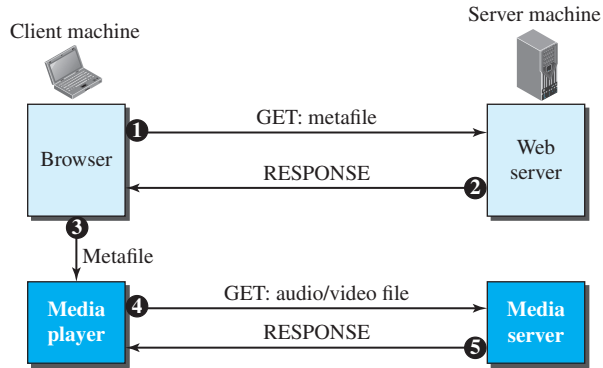 Client machine
Server machine
Browser
1
GET: metafile
Web
server
RESPONSE
2
3
Metafile
Media
player
4
GET: audio/video file
Media
server
RESPONSE
5